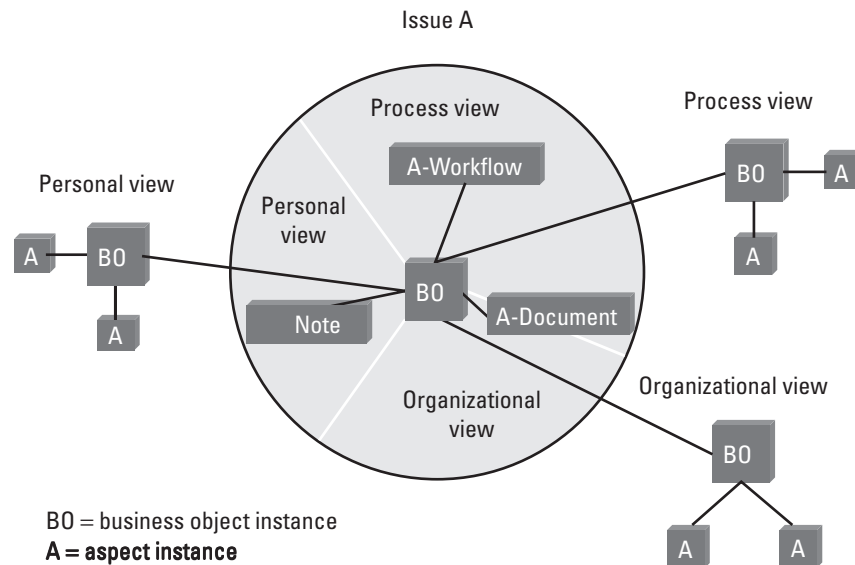 Issue A
Process view
Process view
A-Workflow
BO
A
Personal view
Personal
view
A
BO
A
A
BO
Note
A-Document
Organizational view
Organizational
view
BO
BO = business object instance
A = aspect instance
A
A